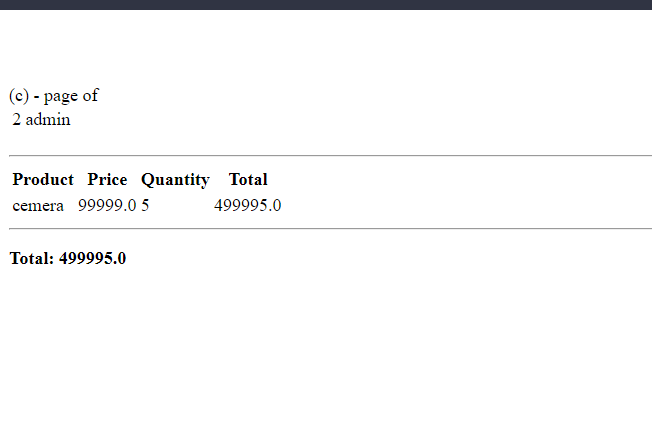 (c) - page of
2 admin
Product Price Quantity Total
cemera 99999.0 5 499995.0
Total: 499995.0